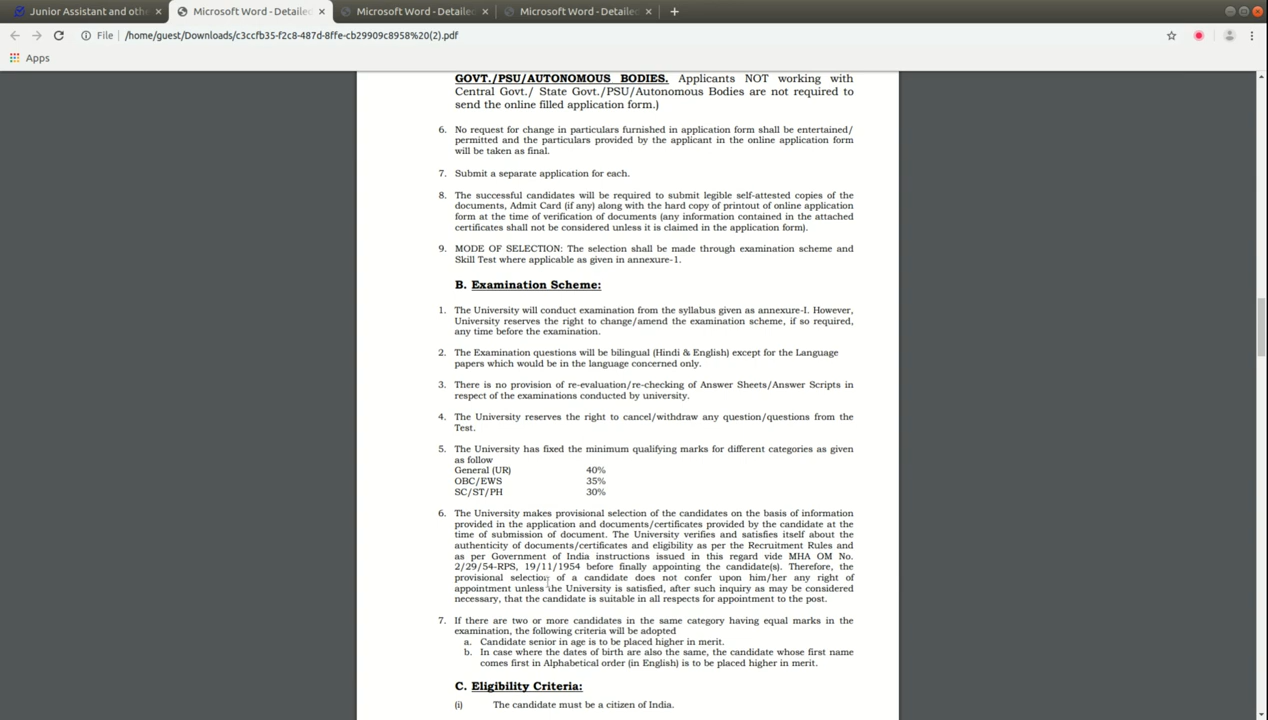 Junior Assistant and oth
Microsoft Word - Detailed
Microsoft Word - Detailed
Microsoft Word - Detailed
File
/home/guest/Downloads/c3ccfb35-f2c8-487d-8ffe-cb29909c8958%20(2).pdf
Apps
GOVT./PSU/AUTONOMOUS BODIES. Applicants NOT working with
Central Govt./ State Govt./PSU/Autonomous Bodies are not required to
send the online filled application form.)
6. No request for change in particulars furnished in application form shall be entertained/
permitted and the particulars provided by the applicant in the online application form
will be taken as final.
7. Submit a separate application for each.
8. The successful candidates will be required to submit legible self-attested copies of the
documents, Admit Card (if any) along with the hard copy of printout of online application
form at the time of verification of documents (any information contained in the attached
certificates shall not be considered unless it is claimed in the application form).
9. MODE OF SELECTION: The selection shall be made through examination scheme and
Skill Test where applicable as given in annexure-1.
B. Examination Scheme:
1. The University will conduct examination from the syllabus given as annexure-I. However,
University reserves the right to change/amend the examination scheme, if so required,
any time before the examination.
2. The Examination questions will be bilingual (Hindi & English) except for the Language
papers which would be in the language concerned only.
3. There is no provision of re-evaluation/re-checking of Answer Sheets/Answer Scripts in
respect of the examinations conducted by university.
4. The University reserves the right to cancel/withdraw any question/questions from the
Test.
5. The University has fixed the minimum qualifying marks for different categories as given
as follow
General (UR) 40%
OBC/EWS 35%
SC/ST/PH 30%
6. The University makes provisional selection of the candidates on the basis of information
provided in the application and documents/certificates provided by the candidate at the
time of submission of document. The University verifies and satisfies itself about the
authenticity of documents/certificates and eligibility as per the Recruitment Rules and
as per Government of India instructions issued in this regard vide MHA OM No.
2/29/54-RPS, 19/11/1954 before finally appointing the candidate(s). Therefore, the
provisional selection of a candidate does not confer upon him/her any right of
appointment unless the University is satisfied, after such inquiry as may be considered
necessary, that the candidate is suitable in all respects for appointment to the post.
7. If there are two or more candidates in the same category having equal marks in the
examination, the following criteria will be adopted
a. Candidate senior in age is to be placed higher in merit.
b. In case where the dates of birth are also the same, the candidate whose first name
comes first in Alphabetical order (in English) is to be placed higher in merit.
C. Eligibility Criteria:
(i) The candidate must be a citizen of India.